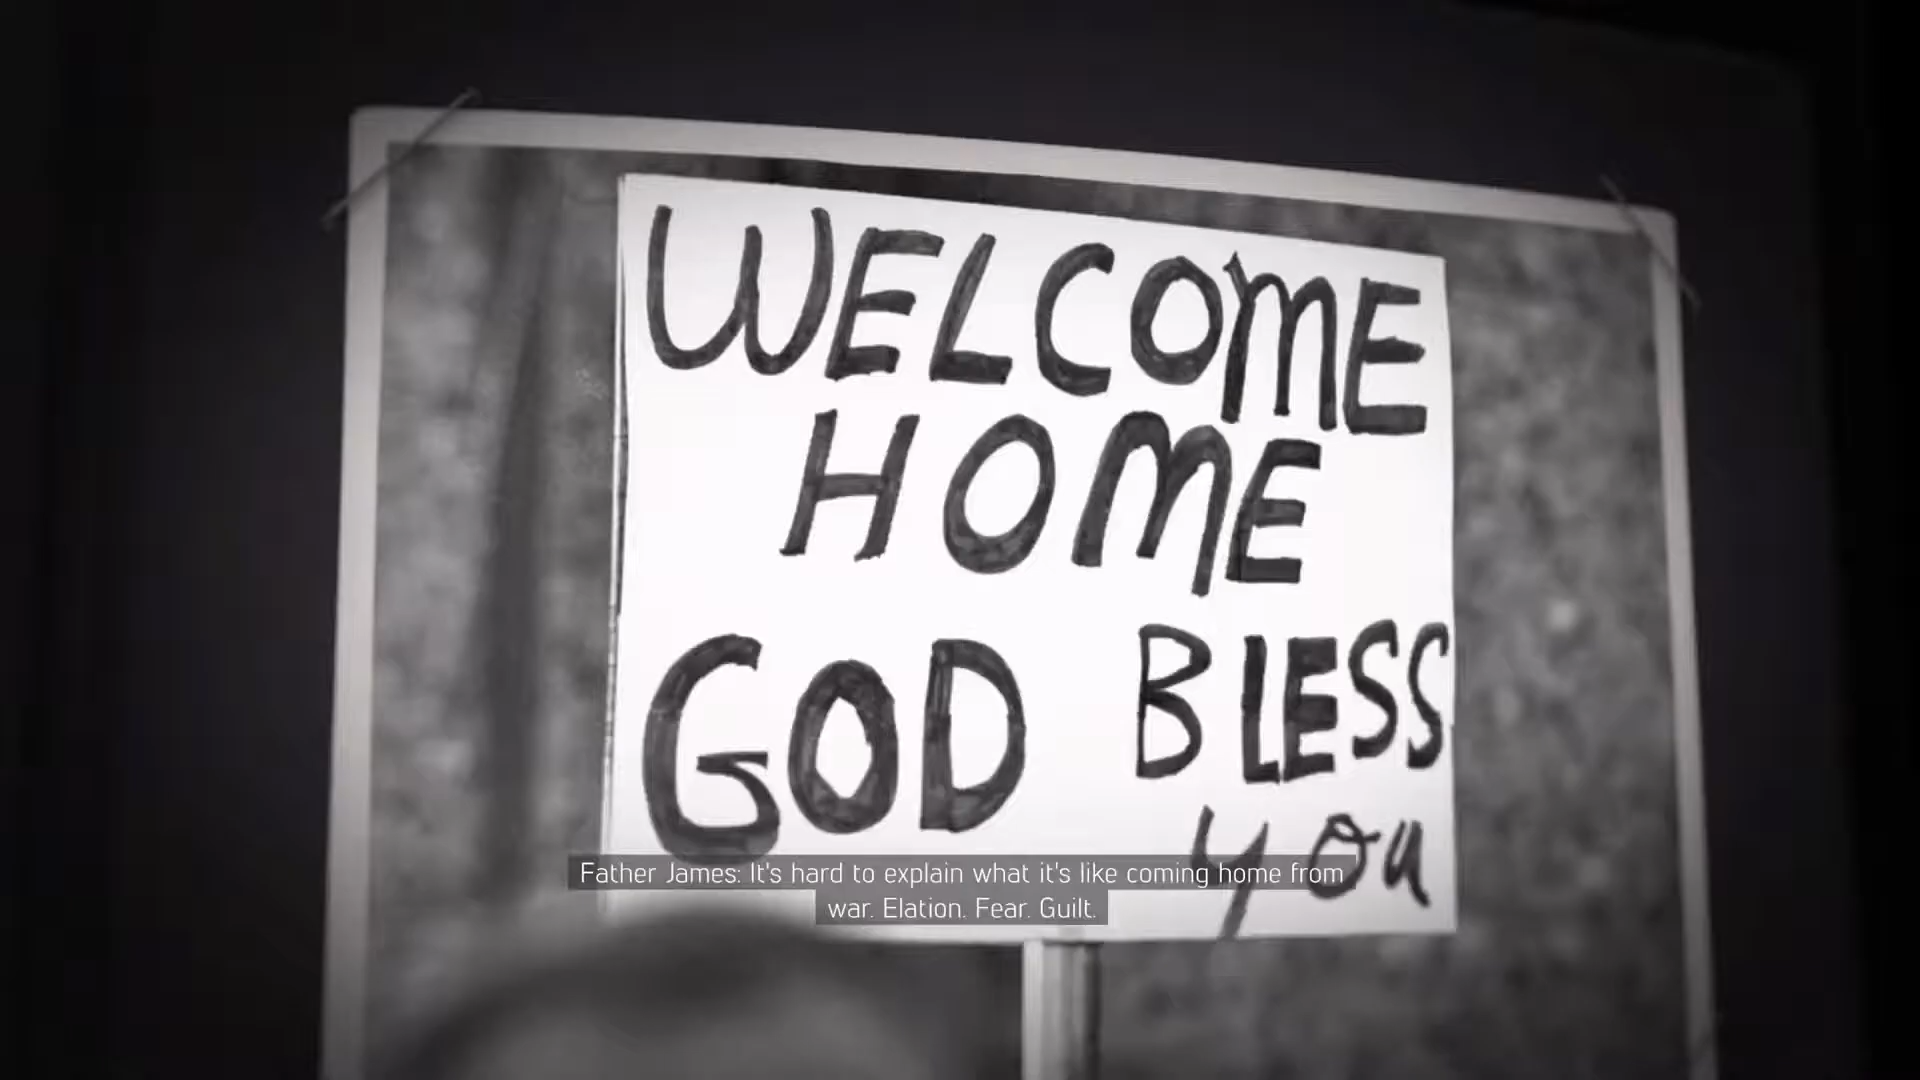 WELCOME
HOME
GOD BLESS
you
Father James: It's hard to explain what it's like coming home from
war. Elation. Fear. Guilt.